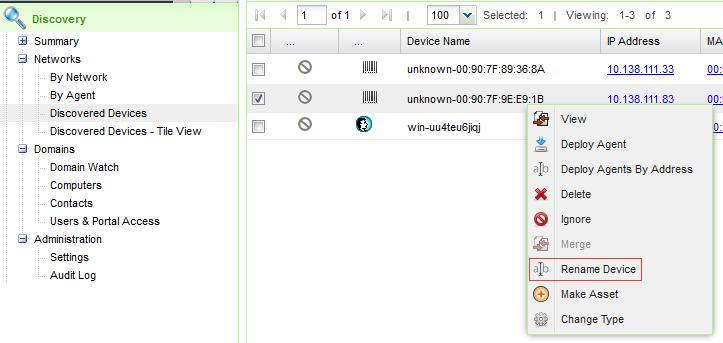 Discovery
Summary
Networks
By Network
By Agent
Discovered Devices
Discovered Devices - Tile View
Domains
Domain Watch
Computers
Contacts
Users & Portal Access
Administration
Settings
Audit Log
1 of 1 100 Selected: 1 Viewing: 1-3 of 3
... ... Device Name IP Address MA
unknown-00:90:7F:89:36:8A 10.138.111.33 00:
unknown-00:90:7F:9E:E9:1B 10.138.111.83 00:
win-uu4teu6jiqj
View
Deploy Agent
Deploy Agents By Address
Delete
Ignore
Merge
Rename Device
Make Asset
Change Type